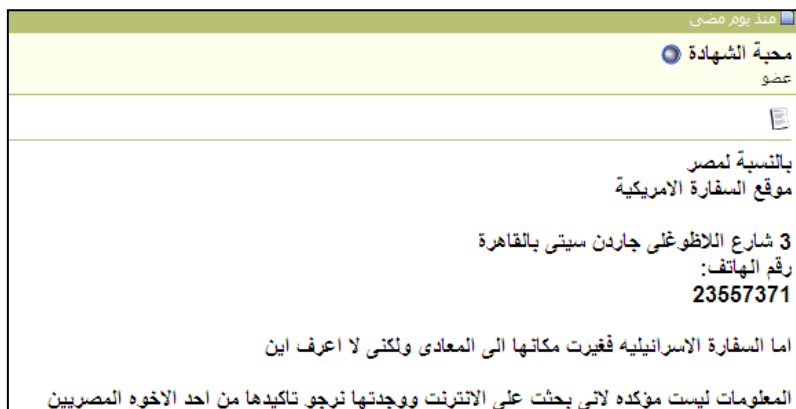 منذ يوم مضى
محبة الشهادة
عضو
بالنسبة لمصر
موقع السفارة الامريكية
3 شارع اللاظوغلى جاردن سيتى بالقاهرة
رقم الهاتف:
23557371
اما السفارة الاسرائيليه فغيرت مكانها الى المعادى ولكنى لا اعرف اين
المعلومات ليست مؤكده لانى بحثت على الانترنت ووجدتها نرجو تاكيدها من احد الاخوه المصريين